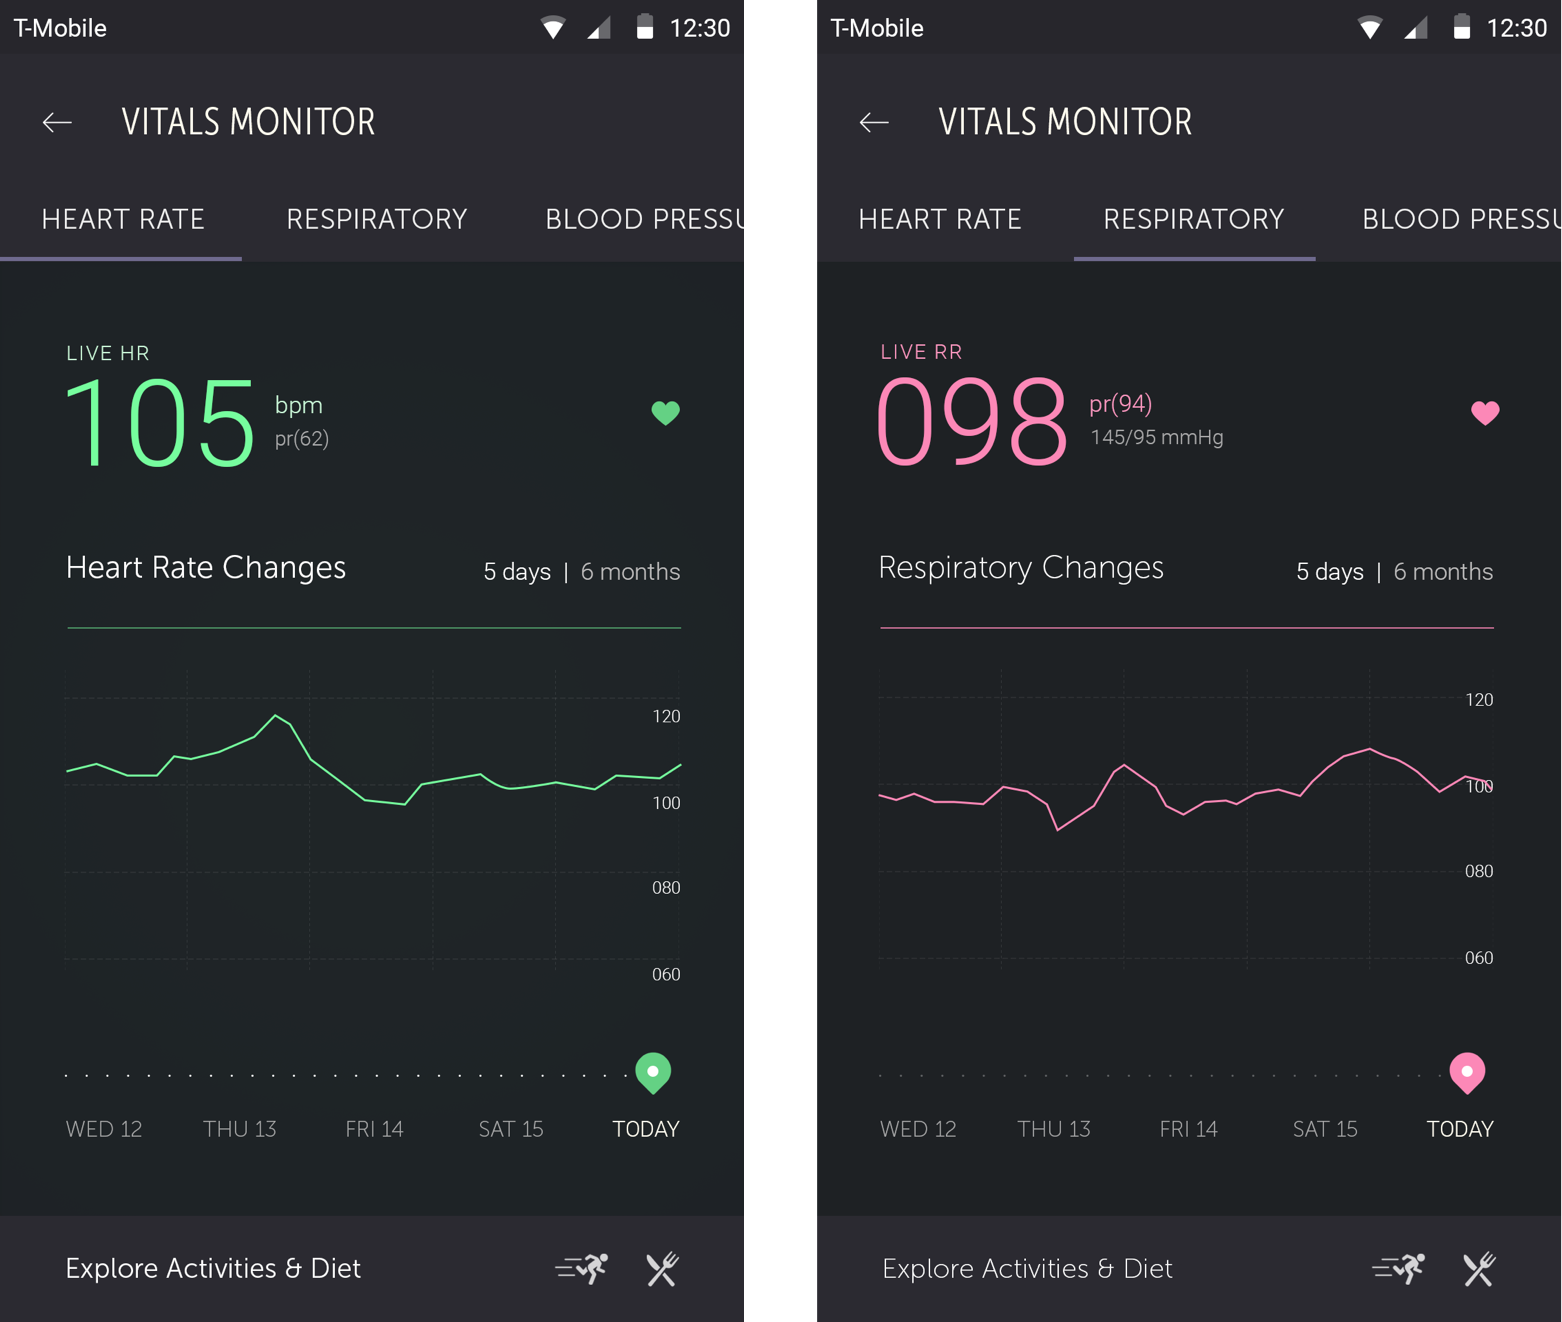 T-Mobile 12:30
VITALS MONITOR
HEART RATE RESPIRATORY BLOOD PRESSU
LIVE HR
105 bpm
pr(62)
Heart Rate Changes 5 days | 6 months
120
100
080
060
WED 12 THU 13 FRI 14 SAT 15 TODAY
Explore Activities & Diet
T-Mobile 12:30
VITALS MONITOR
HEART RATE RESPIRATORY BLOOD PRESSU
LIVE RR
098 pr(94)
145/95 mmHg
Respiratory Changes 5 days | 6 months
120
100
080
060
WED 12 THU 13 FRI 14 SAT 15 TODAY
Explore Activities & Diet